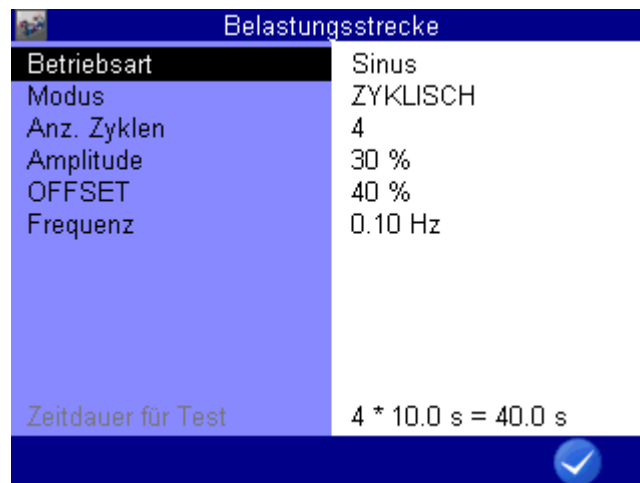 Belastungsstrecke
Betriebsart Sinus
Modus ZYKLISCH
Anz. Zyklen 4
Amplitude 30 %
OFFSET 40 %
Frequenz 0.10 Hz
Zeitdauer für Test 4 * 10.0 s = 40.0 s